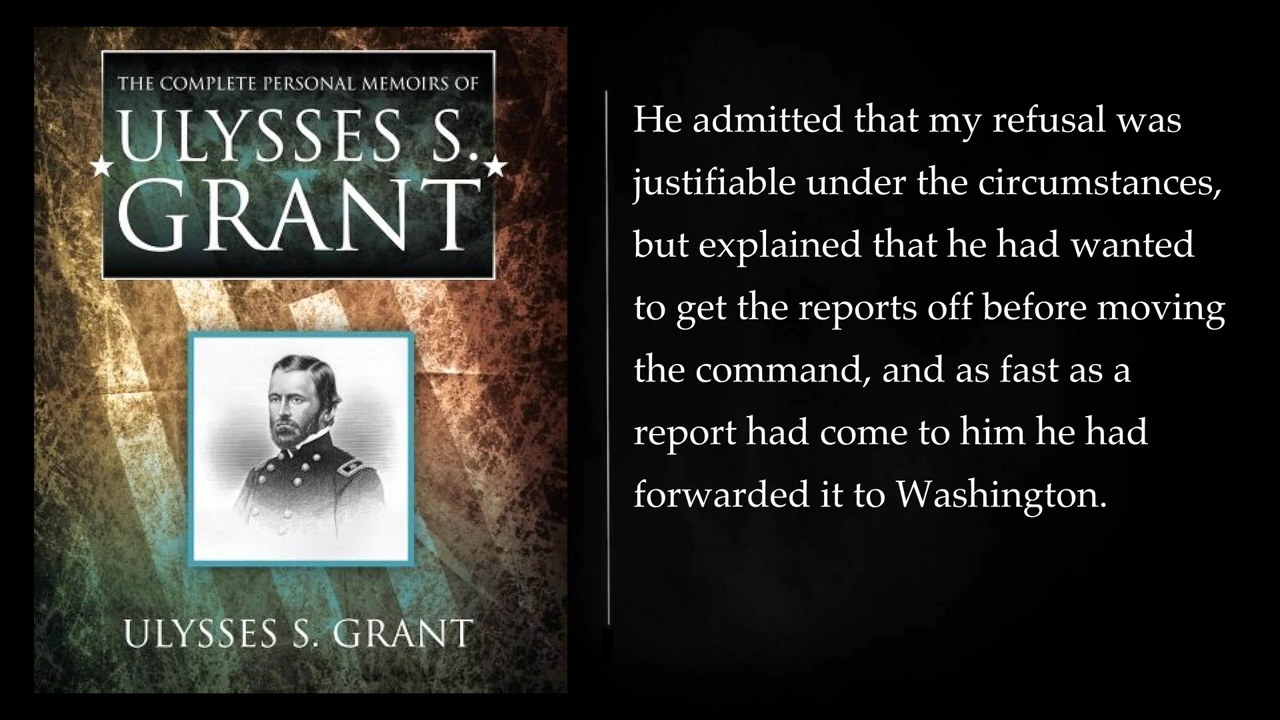 THE COMPLETE PERSONAL MEMOIRS OF
ULYSSES S.
GRANT
ULYSSES S. GRANT
He admitted that my refusal was
justifiable under the circumstances,
but explained that he had wanted
to get the reports off before moving
the command, and as fast as a
report had come to him he had
forwarded it to Washington.